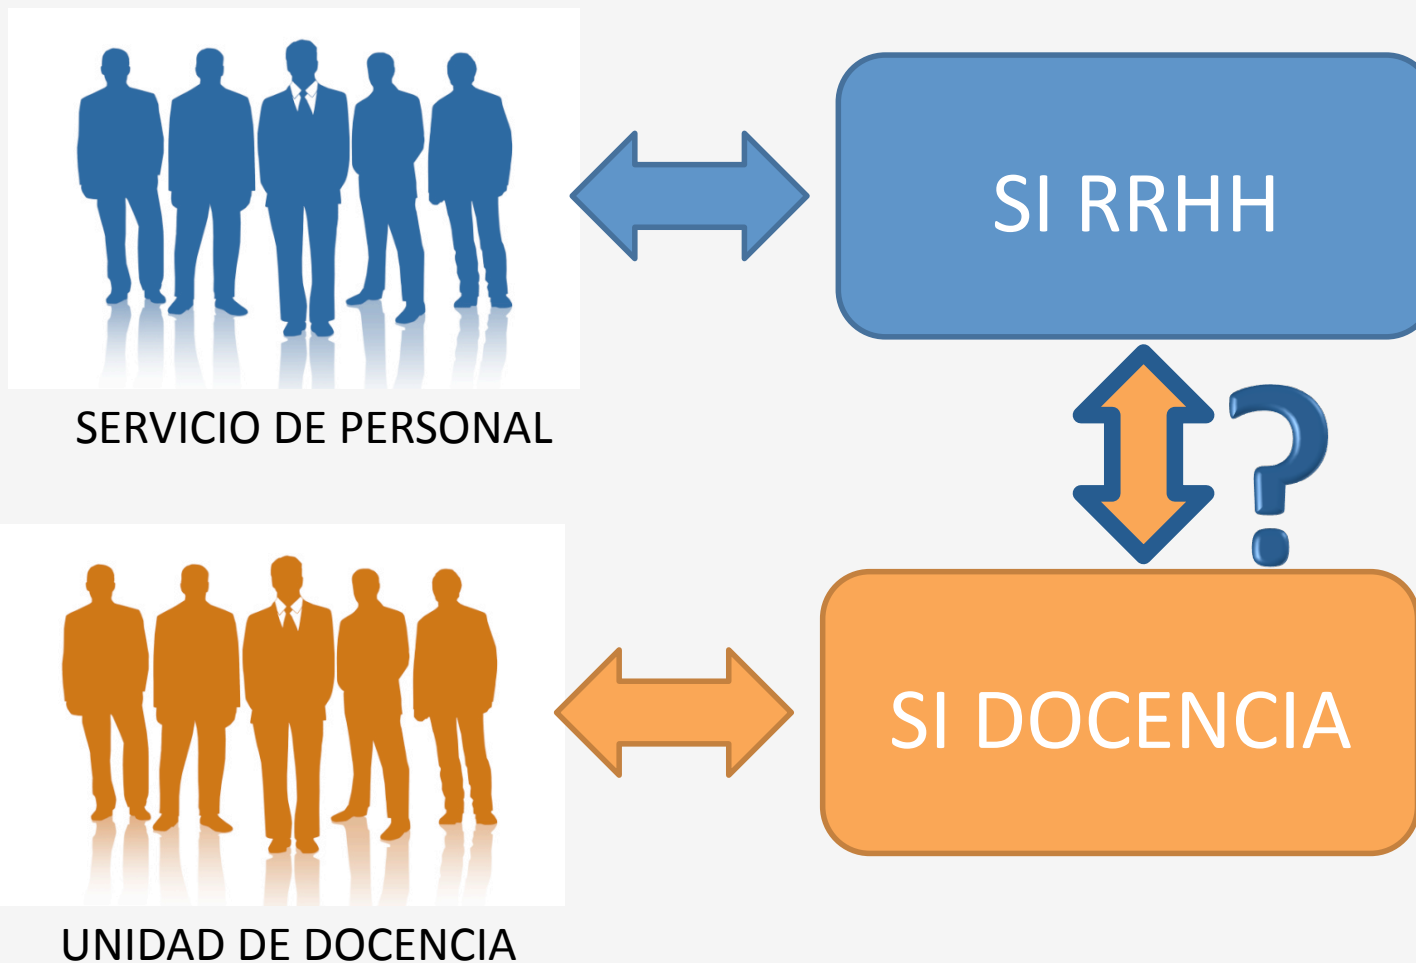 SI RRHH
SERVICIO DE PERSONAL
?
SI DOCENCIA
UNIDAD DE DOCENCIA